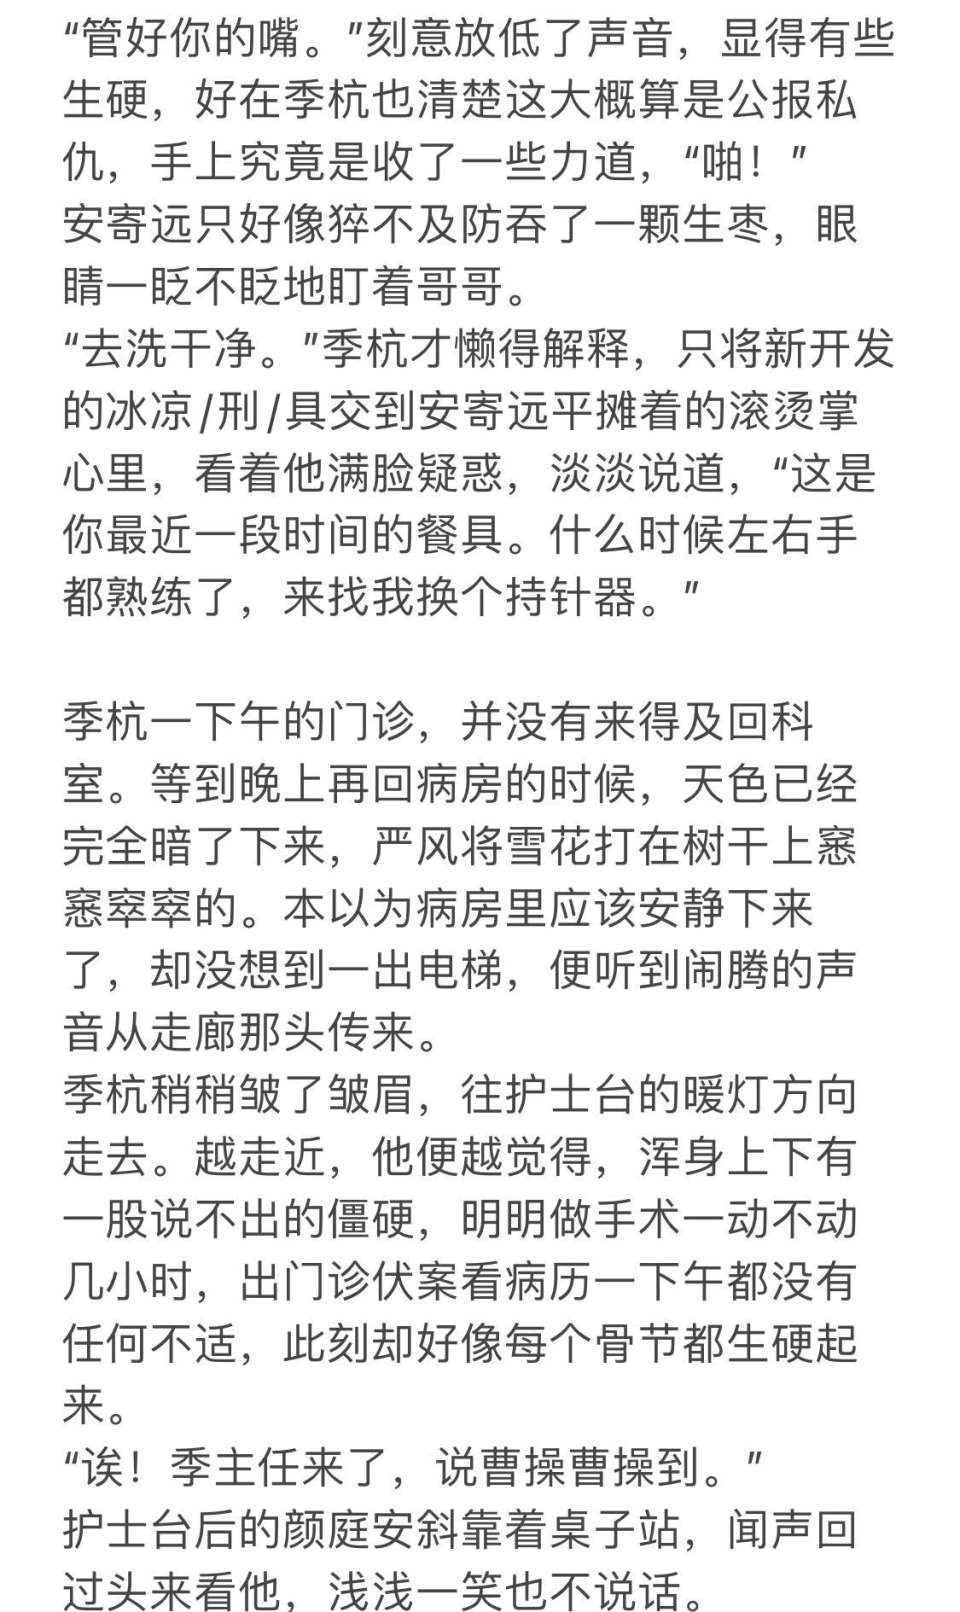 “管好你的嘴。”刻意放低了声音，显得有些
生硬，好在季杭也清楚这大概算是公报私
仇，手上究竟是收了一些力道，“啪！”
安寄远只好像猝不及防吞了一颗生枣，眼
睛一眨不眨地盯着哥哥。
“去洗干净。”季杭才懒得解释，只将新开发
的冰凉/刑/具交到安寄远平摊着的滚烫掌
心里，看着他满脸疑惑，淡淡说道，“这是
你最近一段时间的餐具。什么时候左右手
都熟练了，来找我换个持针器。”
季杭一下午的门诊，并没有来得及回科
室。等到晚上再回病房的时候，天色已经
完全暗了下来，严风将雪花打在树干上窸
窸窣窣的。本以为病房里应该安静下来
了，却没想到一出电梯，便听到闹腾的声
音从走廊那头传来。
季杭稍稍皱了皱眉，往护士台的暖灯方向
走去。越走近，他便越觉得，浑身上下有
一股说不出的僵硬，明明做手术一动不动
几小时，出门诊伏案看病历一下午都没有
任何不适，此刻却好像每个骨节都生硬起
来。
“诶！季主任来了，说曹操曹操到。”
护士台后的颜庭安斜靠着桌子站，闻声回
过头来看他，浅浅一笑也不说话。